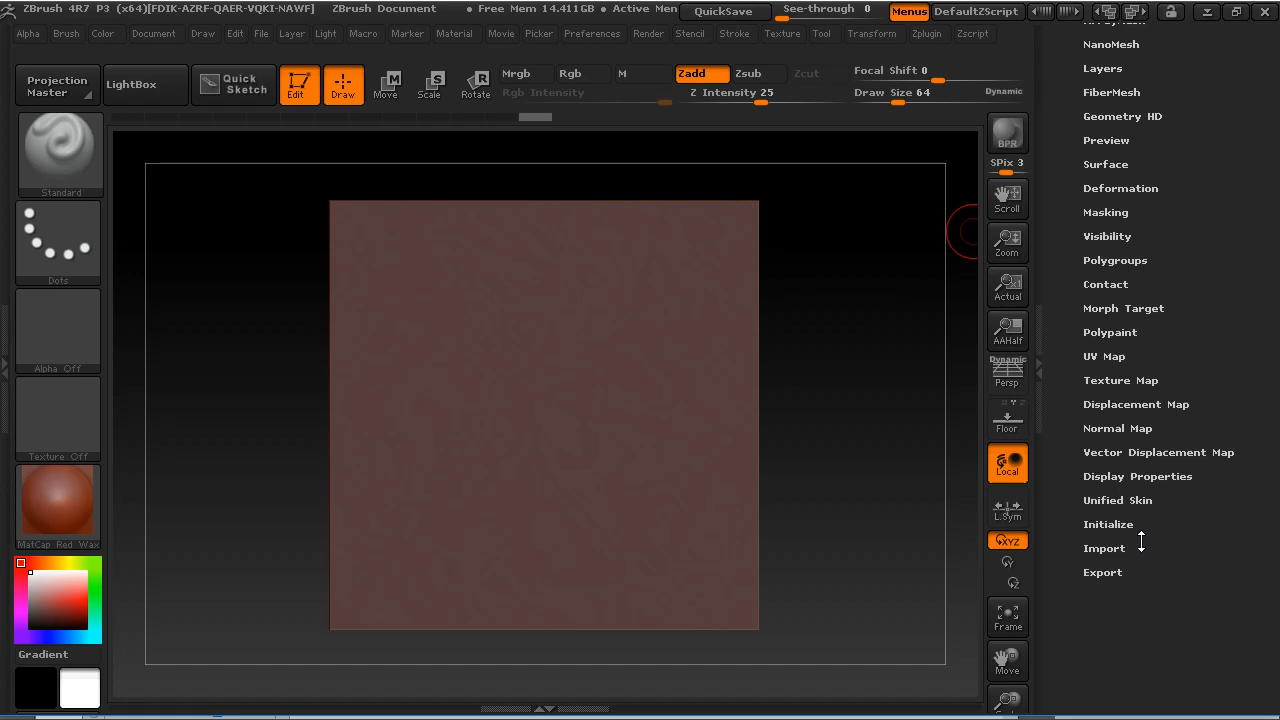 ZBrush 4R7 P3 (x64)[FDIK-AZRF-QAER-VQKI-NAWF] ZBrush Document • Free Mem 14.411GB • Active Men QuickSave See-through 0 Menus DefaultZScript
Alpha Brush Color Document Draw Edit File Layer Light Macro Marker Material Movie Picker Preferences Render Stencil Stroke Texture Tool Transform Zplugin Zscript
Projection Master
LightBox
Quick Sketch
Edit
Draw
Move
Scale
Rotate
Mrgb Rgb M Zadd Zsub Zcut
Rgb Intensity Z Intensity 25
Focal Shift 0
Draw Size 64 Dynamic
Standard
Dots
Alpha Off
Texture Off
MatCap Red Wax
Gradient
BPR
SPix 3
Scroll
Zoom
Actual
AAHalf
Dynamic
Persp
Floor
Local
L.Sym
XYZ
Y
Z
Frame
Move
NanoMesh
Layers
FiberMesh
Geometry HD
Preview
Surface
Deformation
Masking
Visibility
Polygroups
Contact
Morph Target
Polypaint
UV Map
Texture Map
Displacement Map
Normal Map
Vector Displacement Map
Display Properties
Unified Skin
Initialize
Import
Export